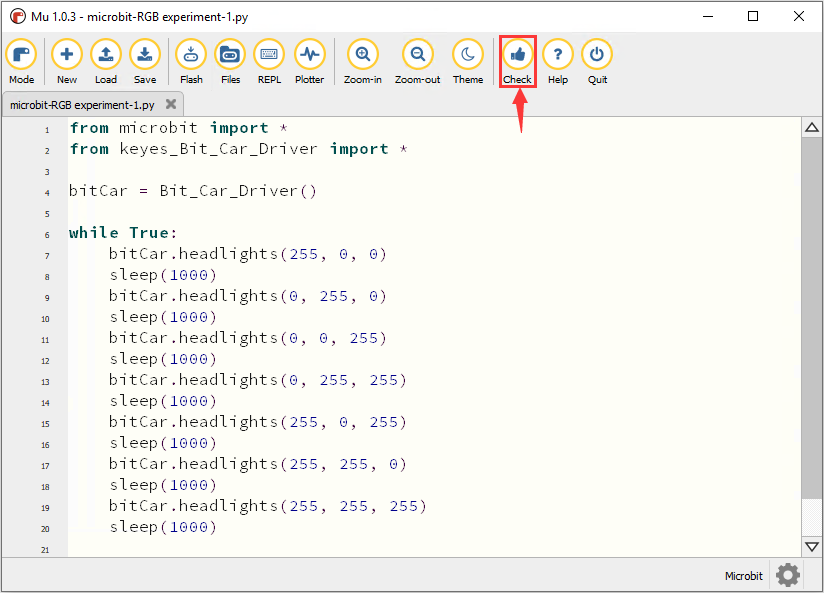 Mu 1.0.3 - microbit-RGB experiment-1.py
Mode New Load Save Flash Files REPL Plotter Zoom-in Zoom-out Theme Check Help Quit
microbit-RGB experiment-1.py
1 from microbit import *
2 from keyes_Bit_Car_Driver import *
3
4 bitCar = Bit_Car_Driver()
5
6 while True:
7 bitCar.headlights(255, 0, 0)
8 sleep(1000)
9 bitCar.headlights(0, 255, 0)
10 sleep(1000)
11 bitCar.headlights(0, 0, 255)
12 sleep(1000)
13 bitCar.headlights(0, 255, 255)
14 sleep(1000)
15 bitCar.headlights(255, 0, 255)
16 sleep(1000)
17 bitCar.headlights(255, 255, 0)
18 sleep(1000)
19 bitCar.headlights(255, 255, 255)
20 sleep(1000)
21
Microbit